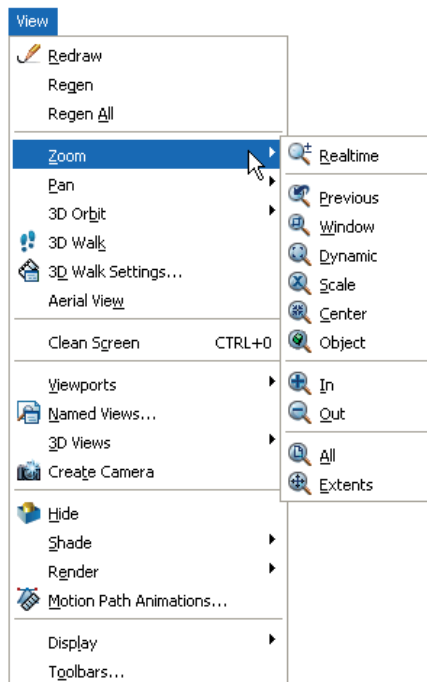 View
Redraw
Regen
Regen All
Zoom
Pan
3D Orbit
3D Walk
3D Walk Settings...
Aerial View
Clean Screen CTRL+0
Viewports
Named Views...
3D Views
Create Camera
Hide
Shade
Render
Motion Path Animations...
Display
Toolbars...
Realtime
Previous
Window
Dynamic
Scale
Center
Object
In
Out
All
Extents